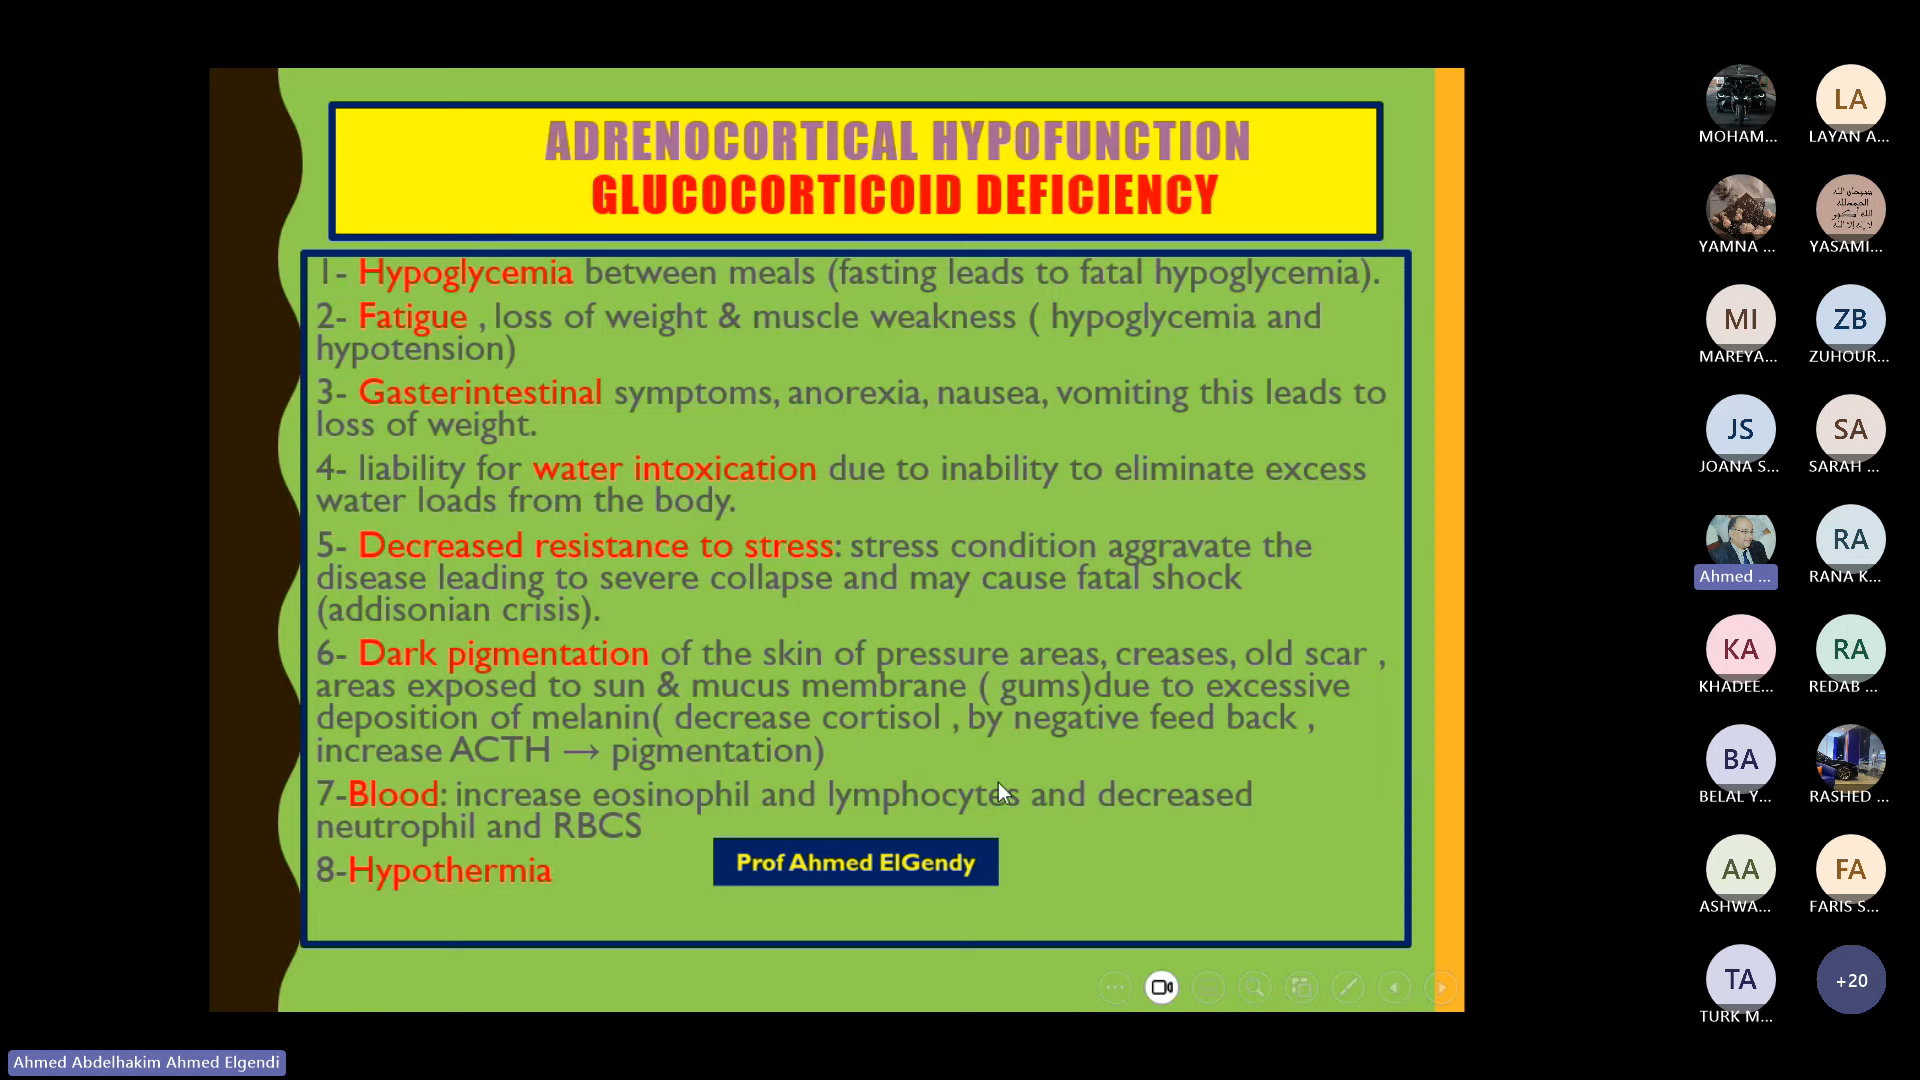 ADRENOCORTICAL HYPOFUNCTION
GLUCOCORTICOID DEFICIENCY
1- Hypoglycemia between meals (fasting leads to fatal hypoglycemia).
2- Fatigue , loss of weight & muscle weakness ( hypoglycemia and
hypotension)
3- Gasterintestinal symptoms, anorexia, nausea, vomiting this leads to
loss of weight.
4- liability for water intoxication due to inability to eliminate excess
water loads from the body.
5- Decreased resistance to stress: stress condition aggravate the
disease leading to severe collapse and may cause fatal shock
(addisonian crisis).
6- Dark pigmentation of the skin of pressure areas, creases, old scar ,
areas exposed to sun & mucus membrane ( gums)due to excessive
deposition of melanin( decrease cortisol , by negative feed back ,
increase ACTH → pigmentation)
7-Blood: increase eosinophil and lymphocytes and decreased
neutrophil and RBCS
8-Hypothermia
Prof Ahmed ElGendy
MOHAM...
LA
LAYAN A...
YAMNA ...
YASAMI...
MI
MAREYA...
ZB
ZUHOUR...
JS
JOANA S...
SA
SARAH ...
Ahmed ...
RA
RANA K...
KA
KHADEE...
RA
REDAB ...
BA
BELAL Y...
RASHED ...
AA
ASHWA...
FA
FARIS S...
TA
TURK M...
+20
Ahmed Abdelhakim Ahmed Elgendi